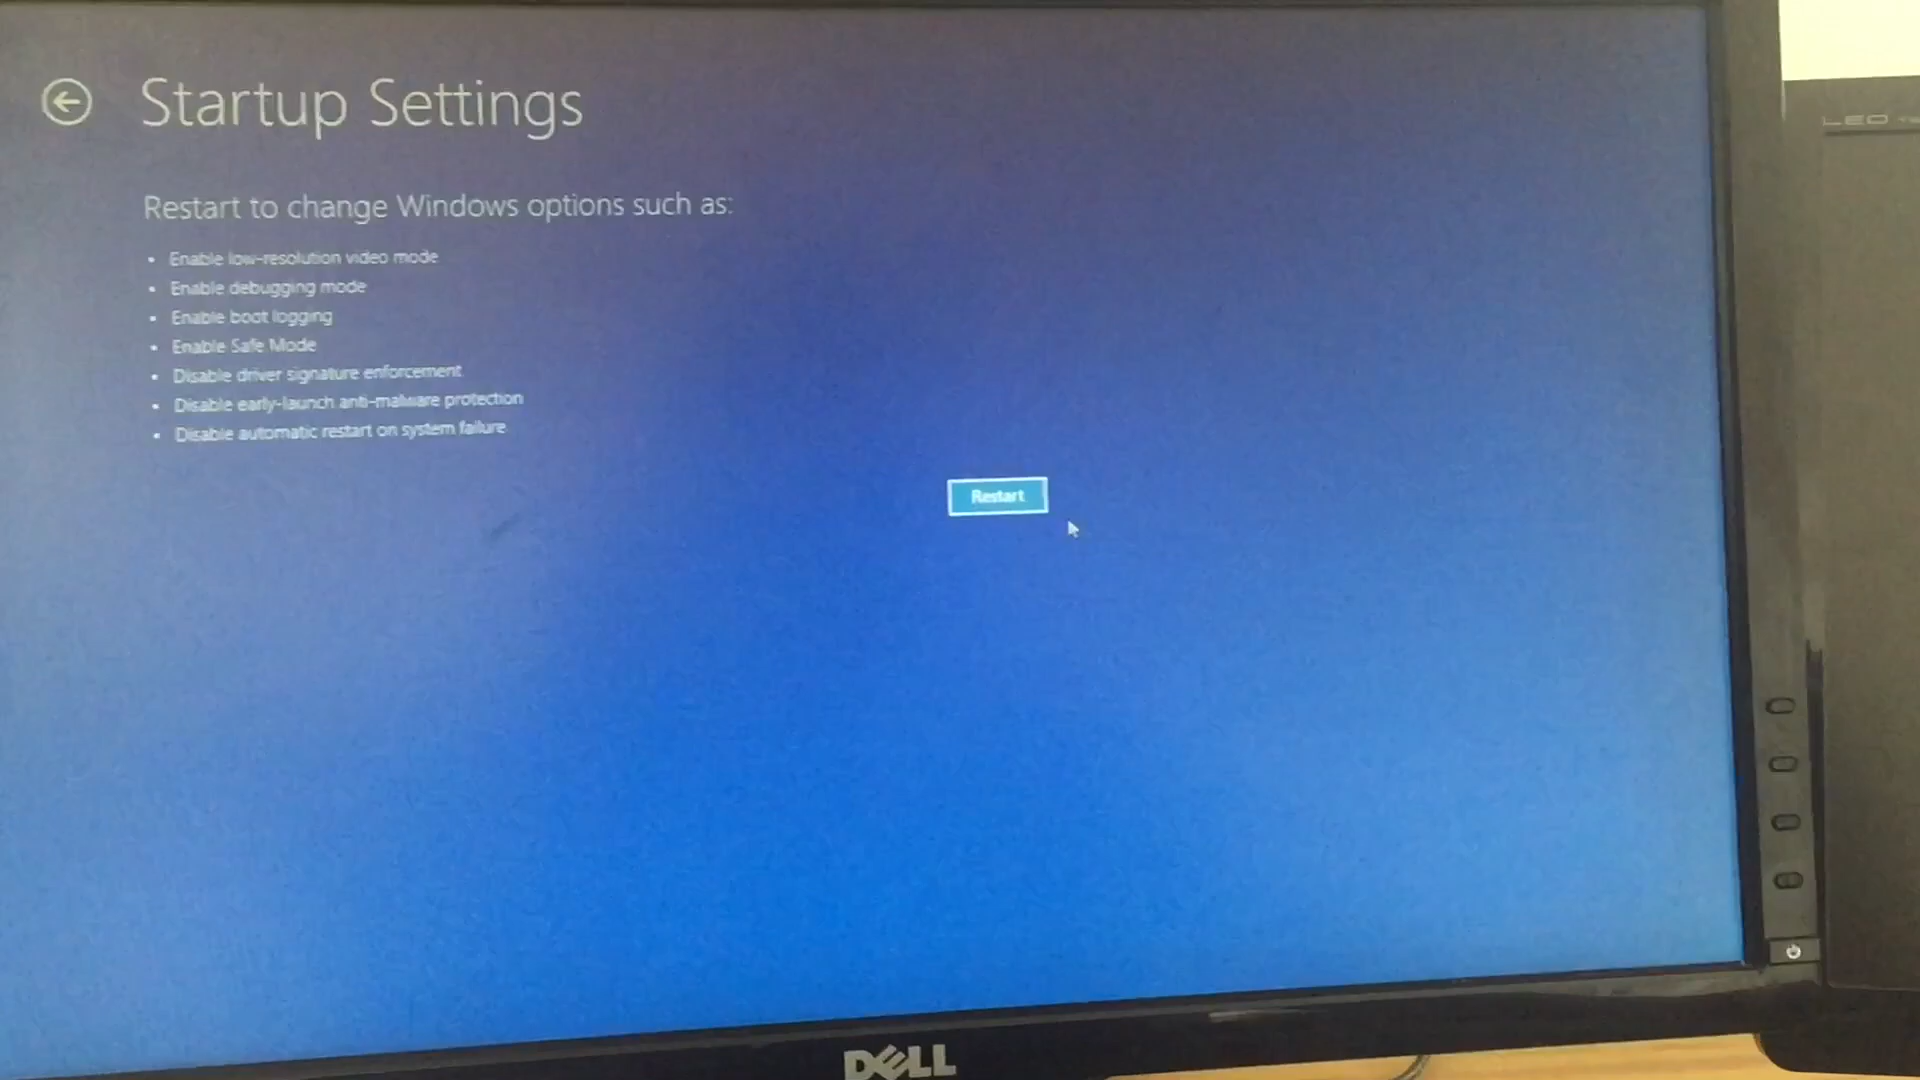 Startup Settings
Restart to change Windows options such as:
• Enable low-resolution video mode
• Enable debugging mode
• Enable boot logging
• Enable Safe Mode
• Disable driver signature enforcement
• Disable early-launch anti-malware protection
• Disable automatic restart on system failure
Restart
LED
DELL